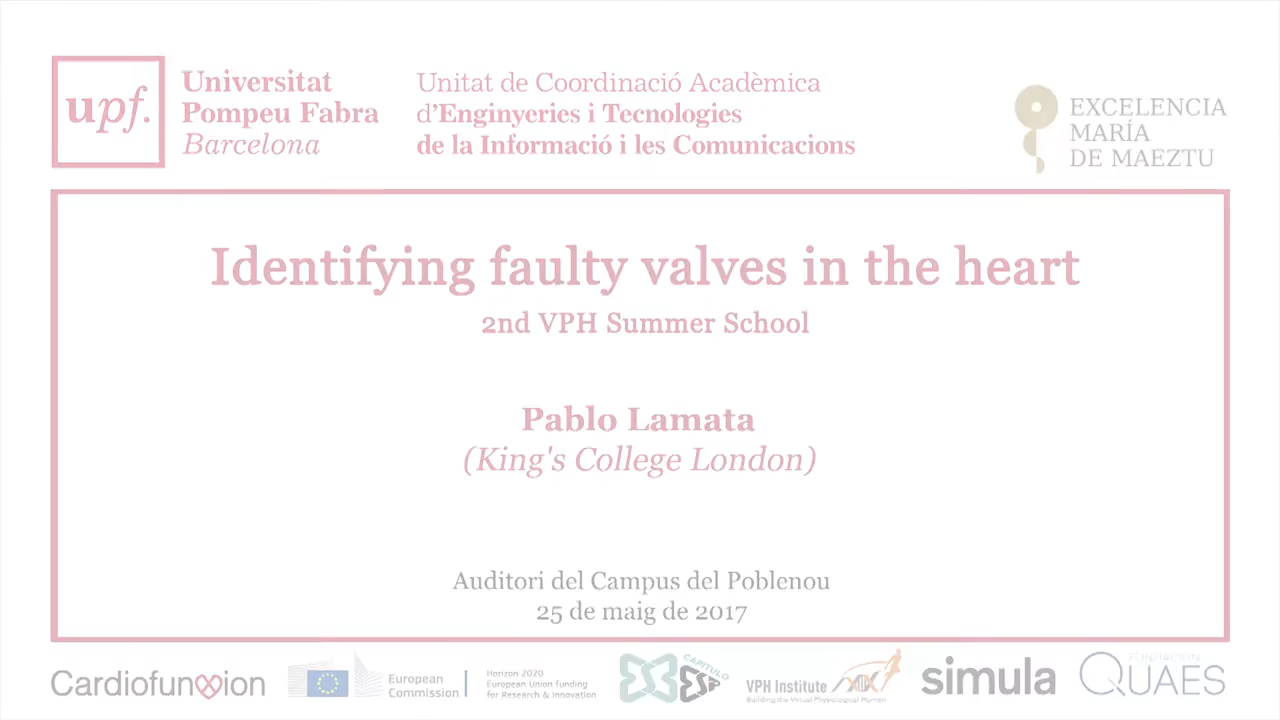 upf.
Universitat
Pompeu Fabra
Barcelona
Unitat de Coordinació Acadèmica
d'Enginyeries i Tecnologies
de la Informació i les Comunicacions
EXCELENCIA
MARÍA
DE MAEZTU
Identifying faulty valves in the heart
2nd VPH Summer School
Pablo Lamata
(King's College London)
Auditori del Campus del Poblenou
25 de maig de 2017
Cardiofunxion
European
Commission
Horizon 2020
European Union funding
for Research & Innovation
CAPÍTULO
ESP
VPH Institute
Building the Virtual Physiological Human
simula
FUNDACIÓN
QUAES